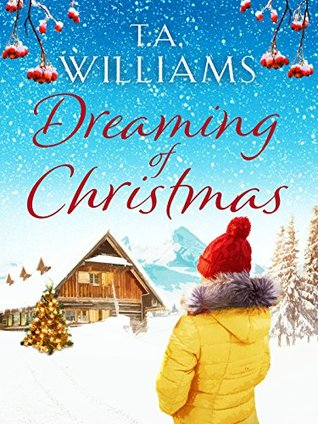 T.A.
WILLIAMS
Dreaming
of
Christmas